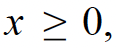 x ≥ 0,